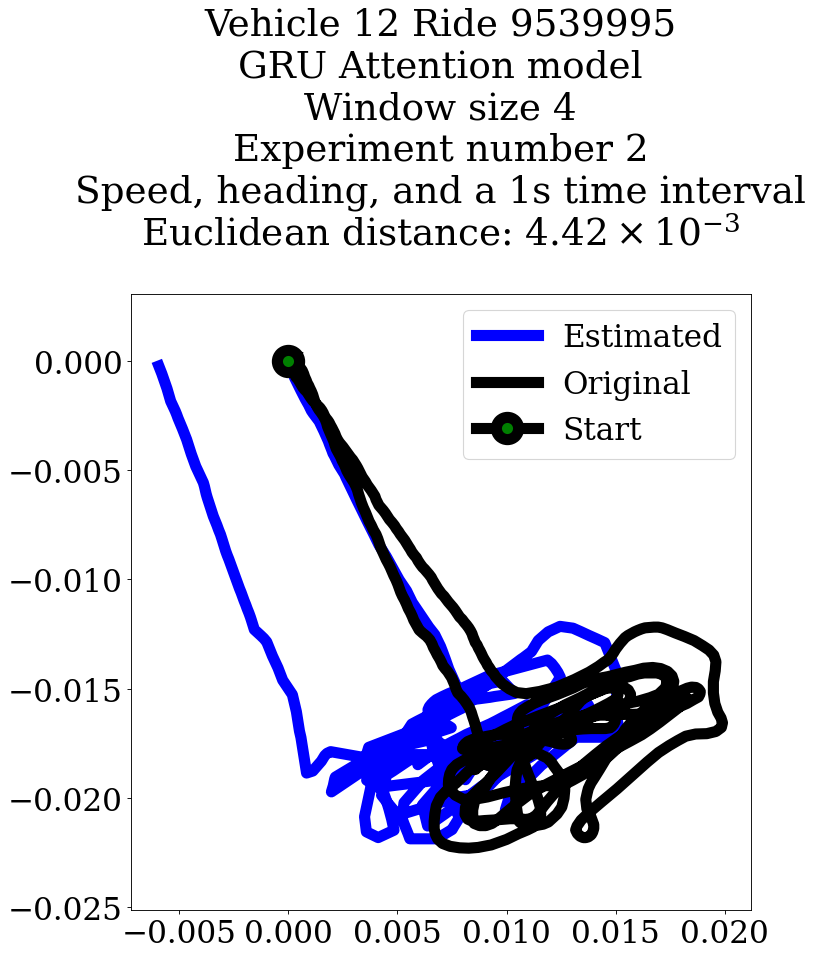 Vehicle 12 Ride 9539995
GRU Attention model
Window size 4
Experiment number 2
Speed, heading, and a 1s time interval
Euclidean distance: 4.42 × 10⁻³
Estimated
Original
Start
0.000
−0.005
−0.010
−0.015
−0.020
−0.025
−0.005 0.000 0.005 0.010 0.015 0.020